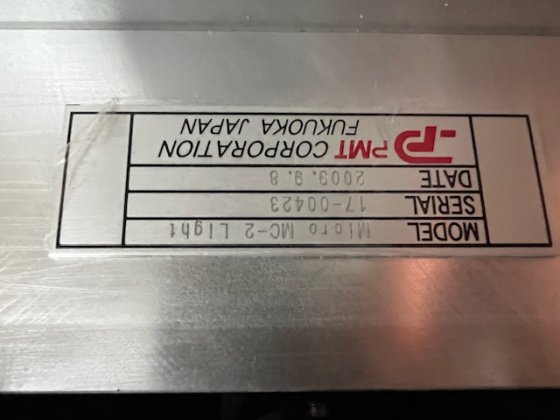 MODEL Micro MC-2 Light
SERIAL 17-00423
DATE 2009.9.8
PMT CORPORATION
FUKUOKA JAPAN